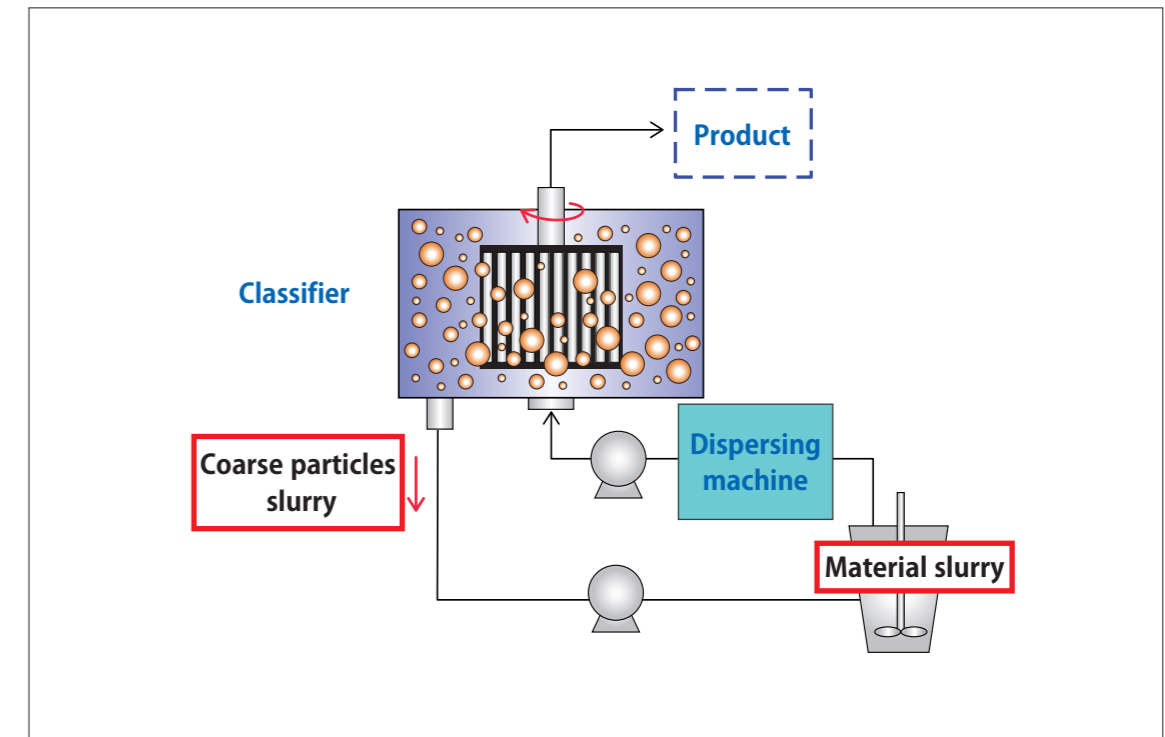 Product
Classifier
Coarse particles
slurry
Dispersing
machine
Material slurry